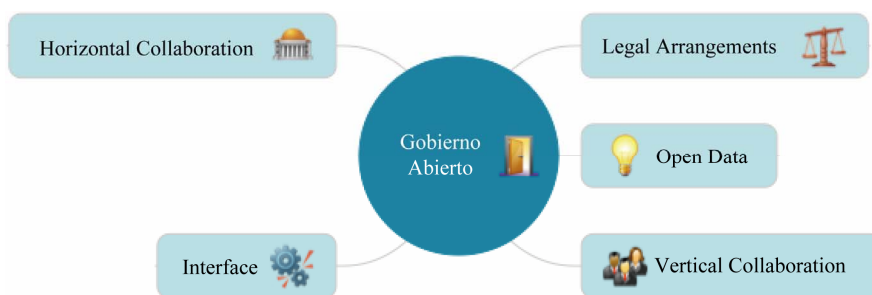 Horizontal Collaboration
Legal Arrangements
Gobierno
Abierto
Open Data
Interface
Vertical Collaboration